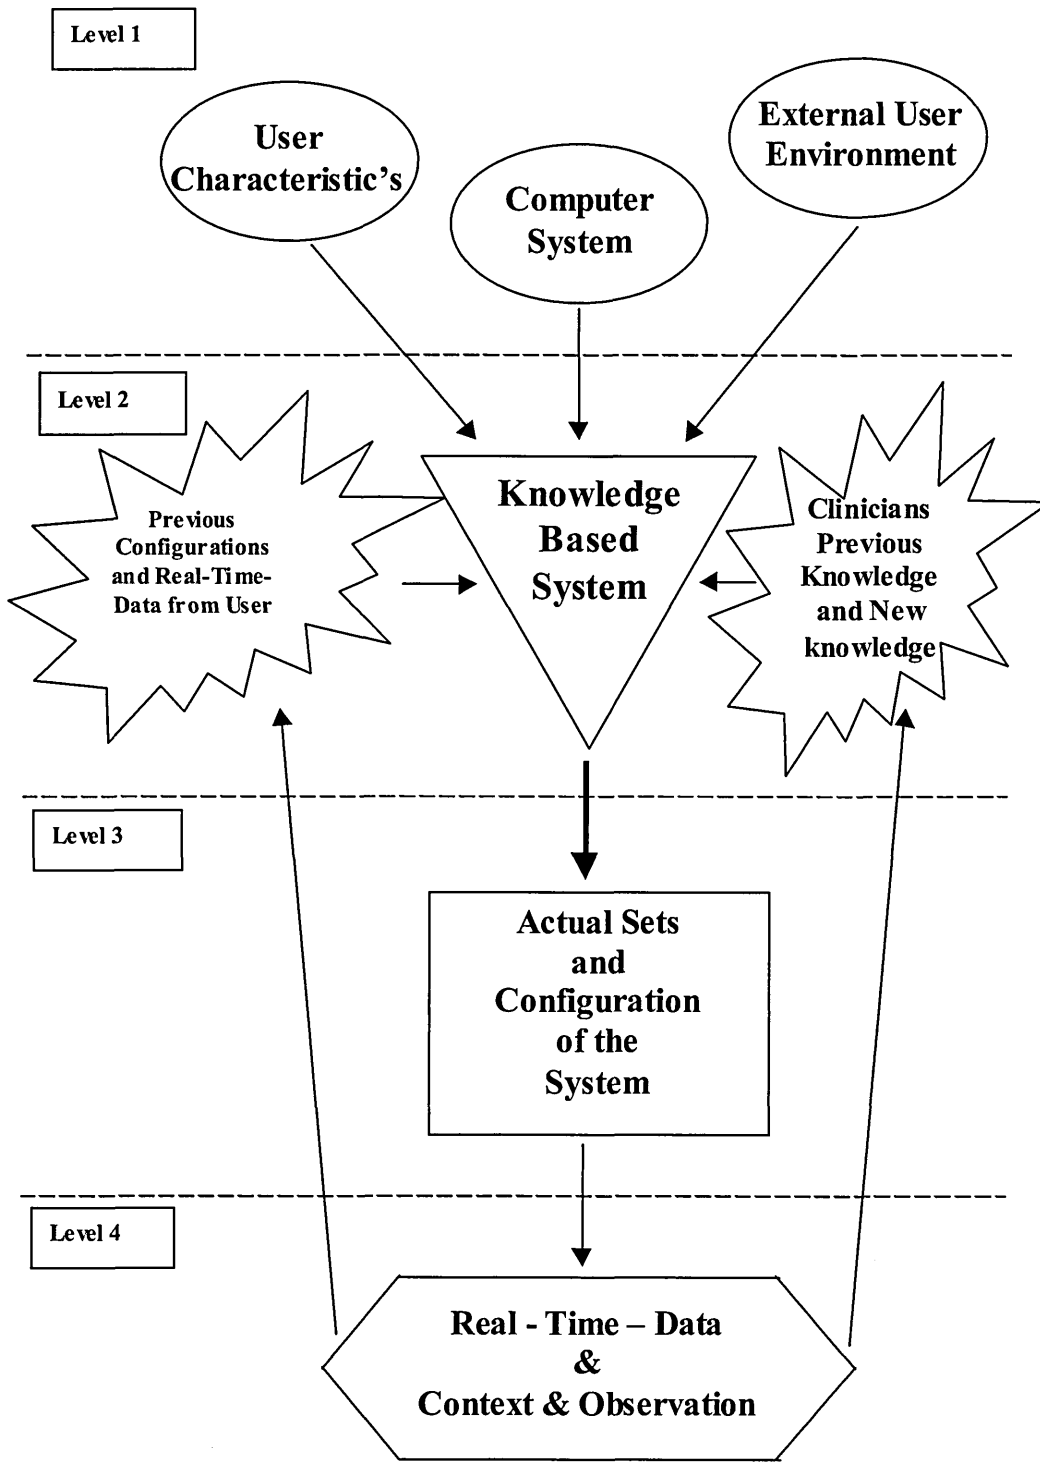 Level 1
User
Characteristic's
Computer
System
External User
Environment
Level 2
Previous
Configurations
and Real-Time-
Data from User
Knowledge
Based
System
Clinicians
Previous
Knowledge
and New
knowledge
Level 3
Actual Sets
and
Configuration
of the
System
Level 4
Real - Time – Data
&
Context & Observation